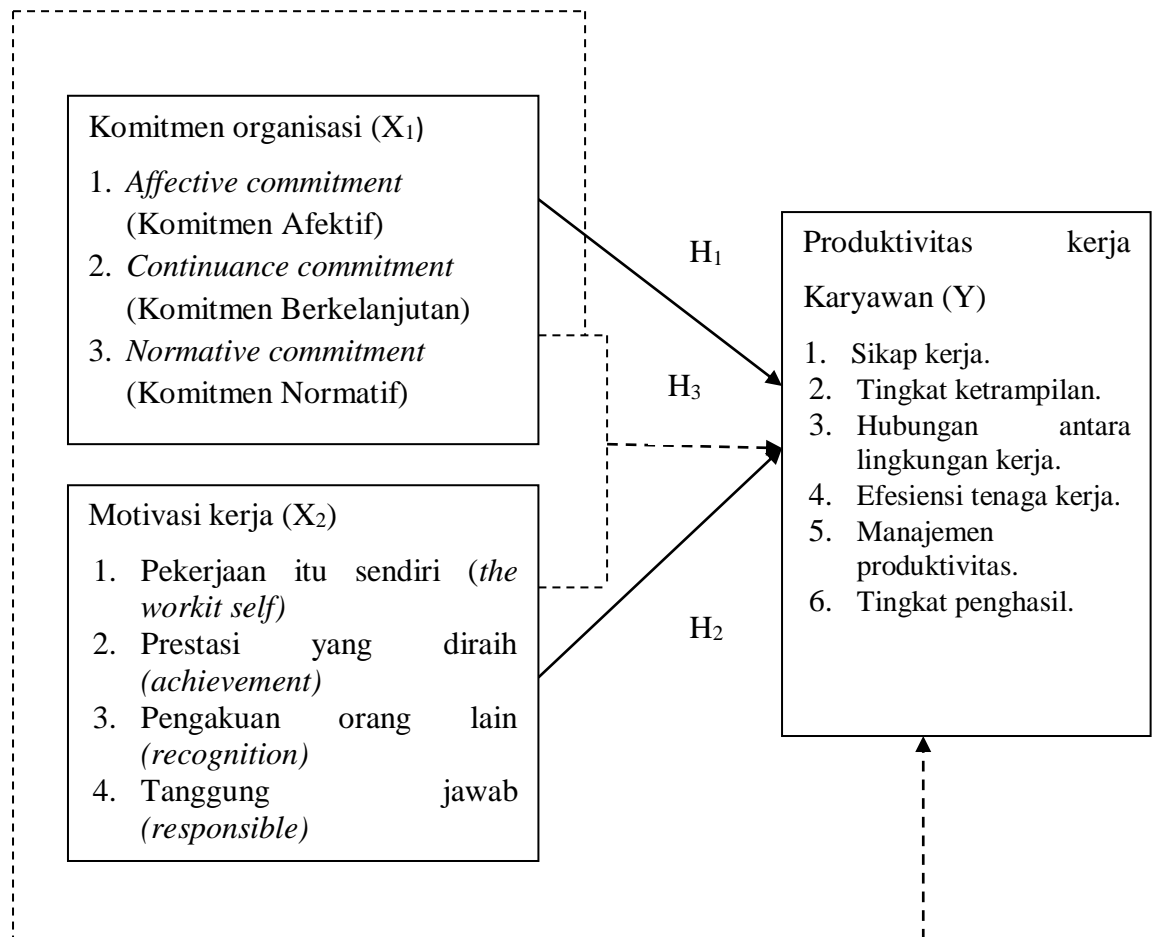 Komitmen organisasi (X₁)
1. Affective commitment
(Komitmen Afektif)
2. Continuance commitment
(Komitmen Berkelanjutan)
3. Normative commitment
(Komitmen Normatif)
Motivasi kerja (X₂)
1. Pekerjaan itu sendiri (the
workit self)
2. Prestasi yang diraih
(achievement)
3. Pengakuan orang lain
(recognition)
4. Tanggung jawab
(responsible)
H₁
H₃
H₂
Produktivitas kerja
Karyawan (Y)
1. Sikap kerja.
2. Tingkat ketrampilan.
3. Hubungan antara
lingkungan kerja.
4. Efesiensi tenaga kerja.
5. Manajemen
produktivitas.
6. Tingkat penghasil.